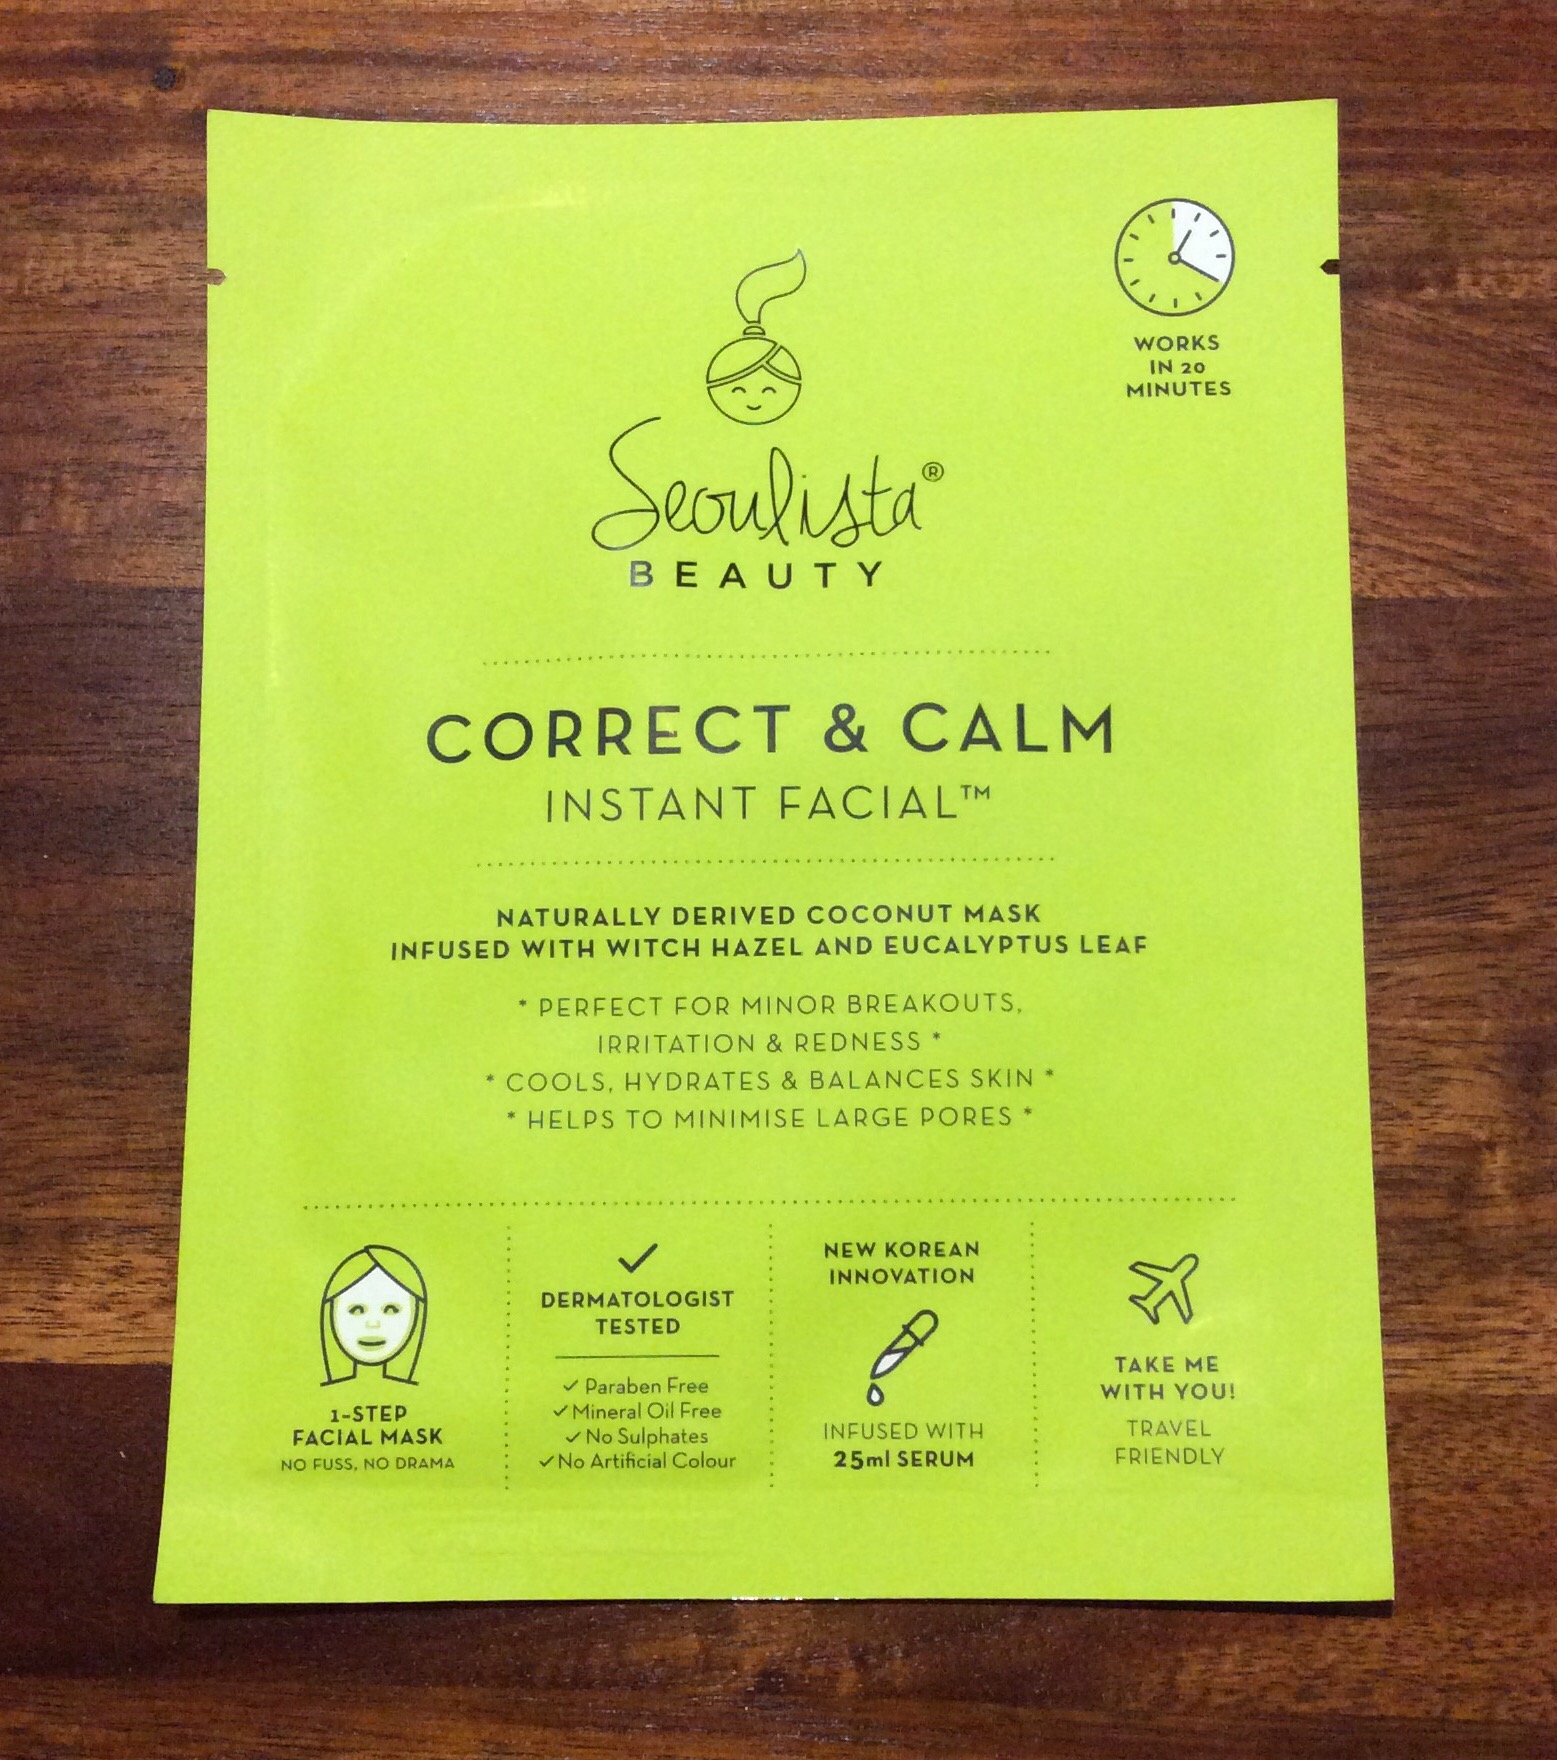 WORKS
IN 20
MINUTES
Seoulista®
BEAUTY
CORRECT & CALM
INSTANT FACIAL™
NATURALLY DERIVED COCONUT MASK
INFUSED WITH WITCH HAZEL AND EUCALYPTUS LEAF
* PERFECT FOR MINOR BREAKOUTS,
IRRITATION & REDNESS *
* COOLS, HYDRATES & BALANCES SKIN *
* HELPS TO MINIMISE LARGE PORES *
1-STEP
FACIAL MASK
NO FUSS, NO DRAMA
DERMATOLOGIST
TESTED
✓ Paraben Free
✓ Mineral Oil Free
✓ No Sulphates
✓ No Artificial Colour
NEW KOREAN
INNOVATION
INFUSED WITH
25ml SERUM
TAKE ME
WITH YOU!
TRAVEL
FRIENDLY